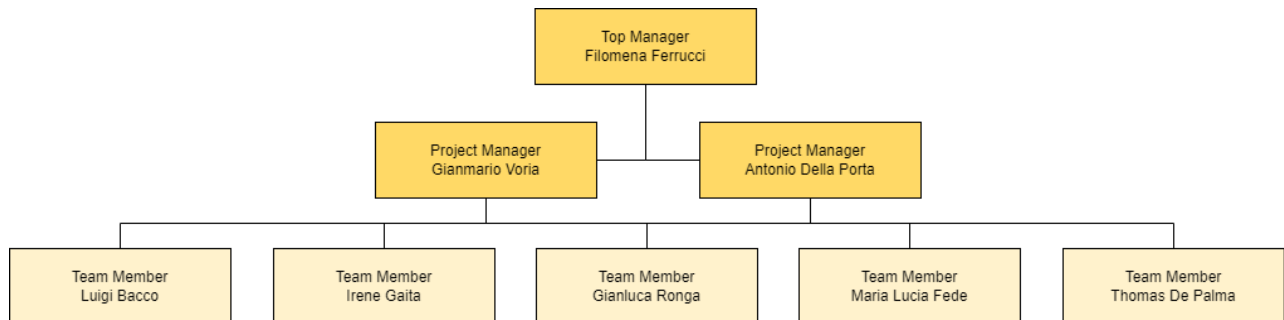 Top Manager
Filomena Ferrucci
Project Manager
Gianmario Voria
Project Manager
Antonio Della Porta
Team Member
Luigi Bacco
Team Member
Irene Gaita
Team Member
Gianluca Ronga
Team Member
Maria Lucia Fede
Team Member
Thomas De Palma